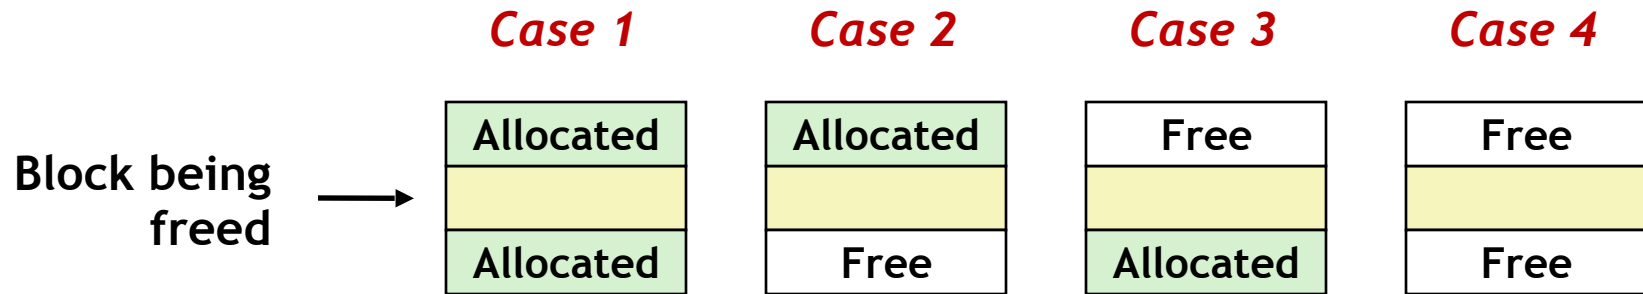 Case 1 Case 2 Case 3 Case 4
Allocated Allocated Free Free
Block being
freed
Allocated Free Allocated Free